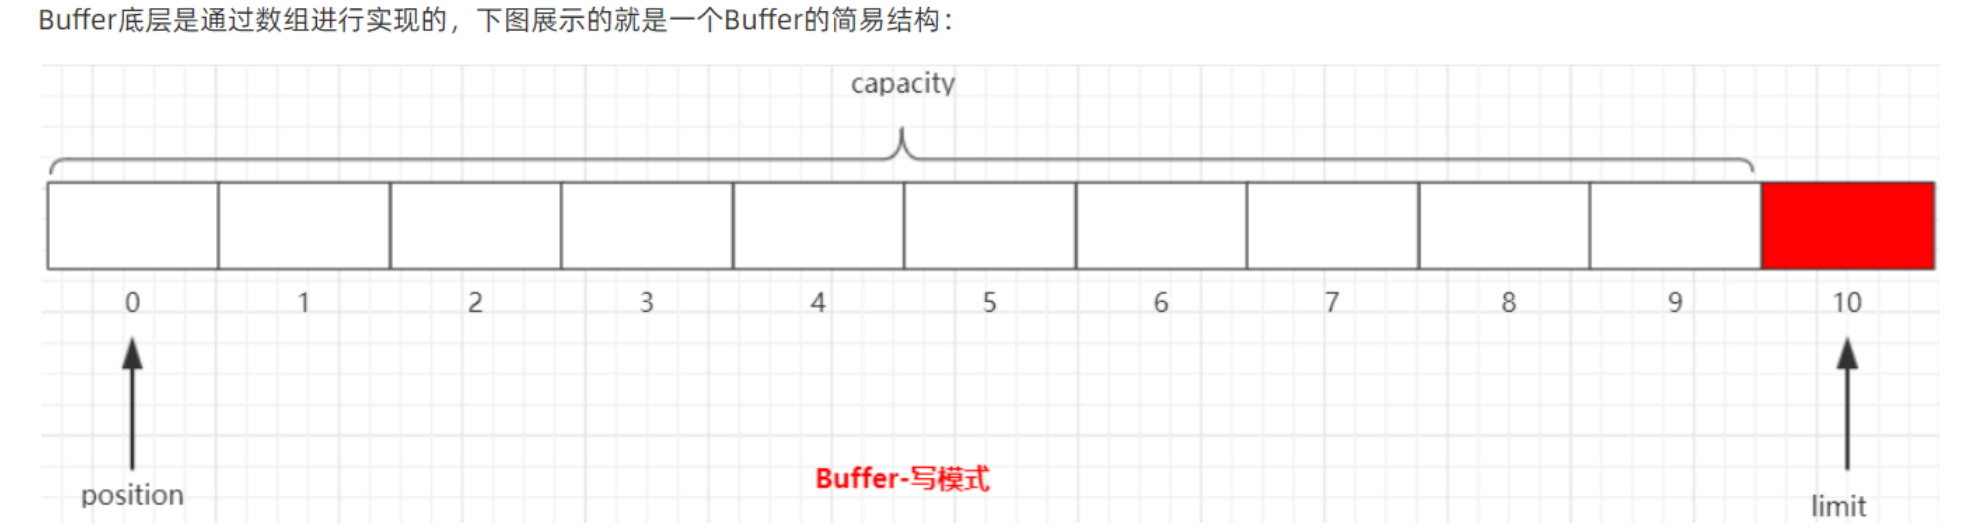 Buffer底层是通过数组进行实现的，下图展示的就是一个Buffer的简易结构：
capacity
0 1 2 3 4 5 6 7 8 9 10
Buffer-写模式
position
limit